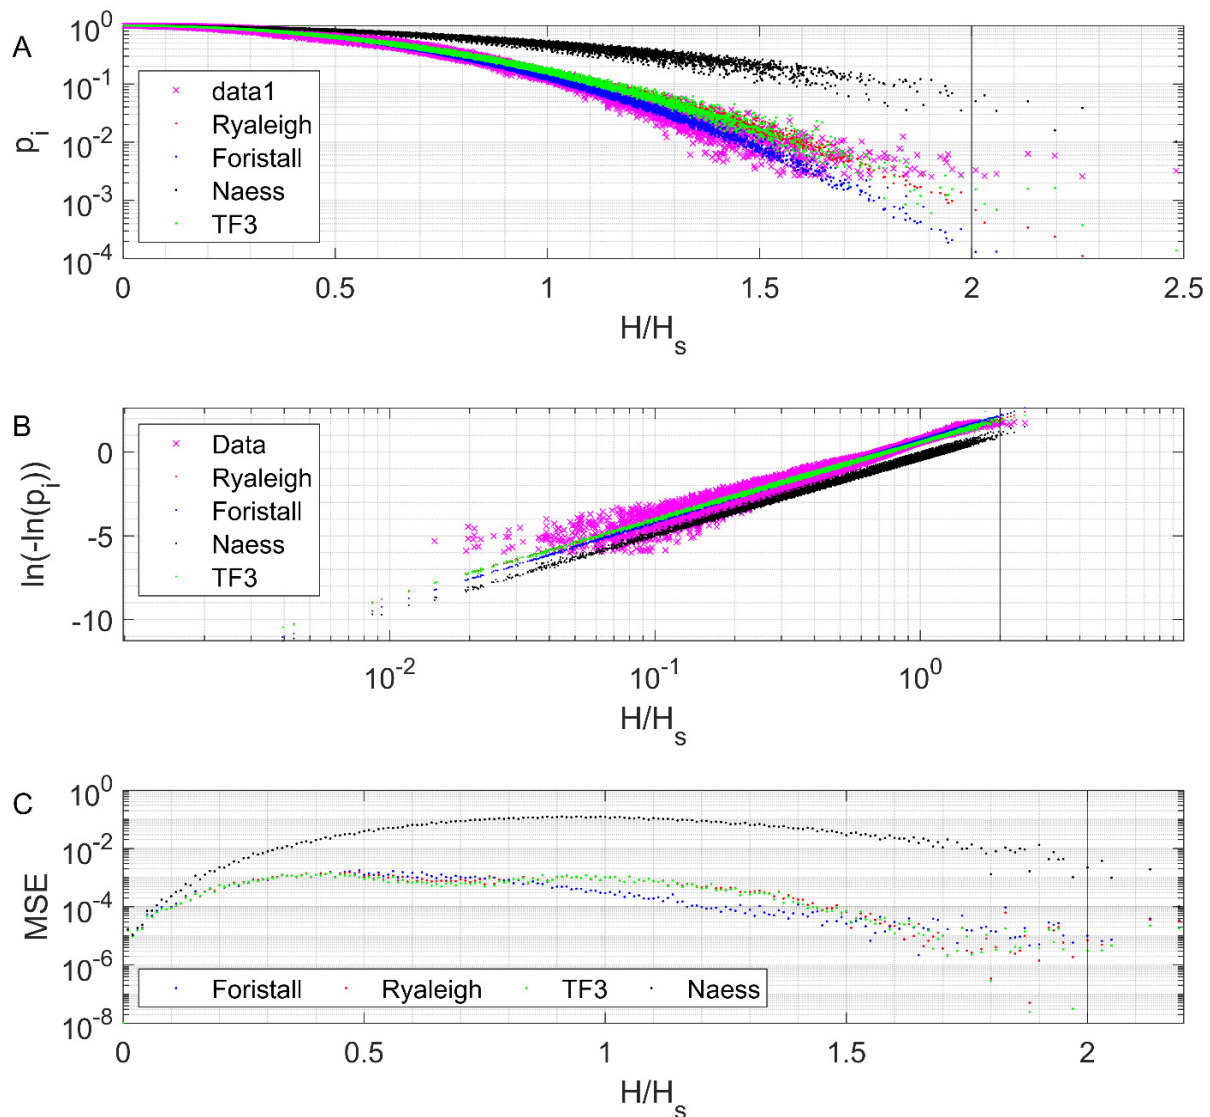 A
10^0
10^-1
10^-2
10^-3
10^-4
p_i
data1
Ryaleigh
Foristall
Naess
TF3
0 0.5 1 1.5 2 2.5
H/H_s
B
0
-5
-10
ln(-ln(p_i))
Data
Ryaleigh
Foristall
Naess
TF3
10^-2 10^-1 10^0
H/H_s
C
10^0
10^-2
10^-4
10^-6
10^-8
MSE
Foristall Ryaleigh TF3 Naess
0 0.5 1 1.5 2
H/H_s